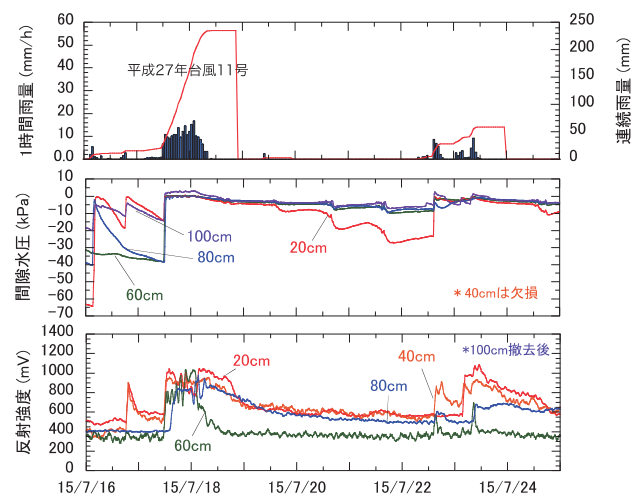 60
50
40
30
20
10
0.0
1時間雨量 (mm/h)
平成27年台風11号
250
200
150
100
50
0
連続雨量 (mm)
10
0
−10
−20
−30
−40
−50
−60
−70
間隙水圧 (kPa)
100cm
80cm
60cm
20cm
*40cmは欠損
1400
1200
1000
800
600
400
200
0
反射強度 (mV)
20cm
60cm
80cm
40cm
*100cm撤去後
15/7/16
15/7/18
15/7/20
15/7/22
15/7/24